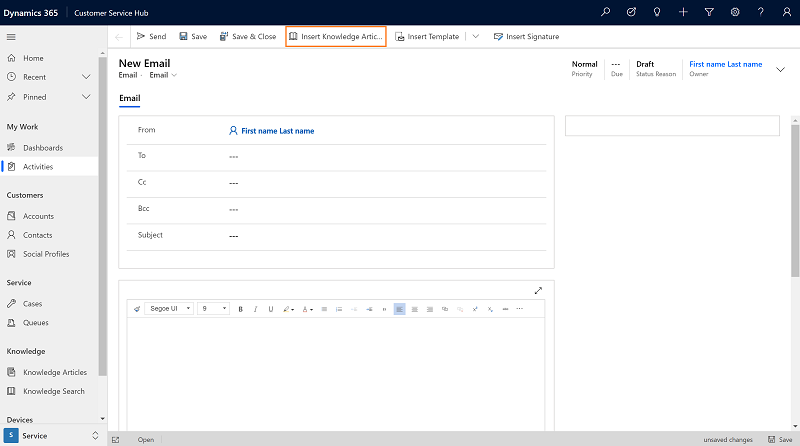 Dynamics 365 Customer Service Hub
Send Save Save & Close Insert Knowledge Artic... Insert Template Insert Signature
Home
Recent
Pinned
My Work
Dashboards
Activities
Customers
Accounts
Contacts
Social Profiles
Service
Cases
Queues
Knowledge
Knowledge Articles
Knowledge Search
Devices
S Service
New Email
Email · Email
Normal --- Draft First name Last name
Priority Due Status Reason Owner
Email
From First name Last name
To ---
Cc ---
Bcc ---
Subject ---
Segoe UI 9 B I U A
Open unsaved changes Save